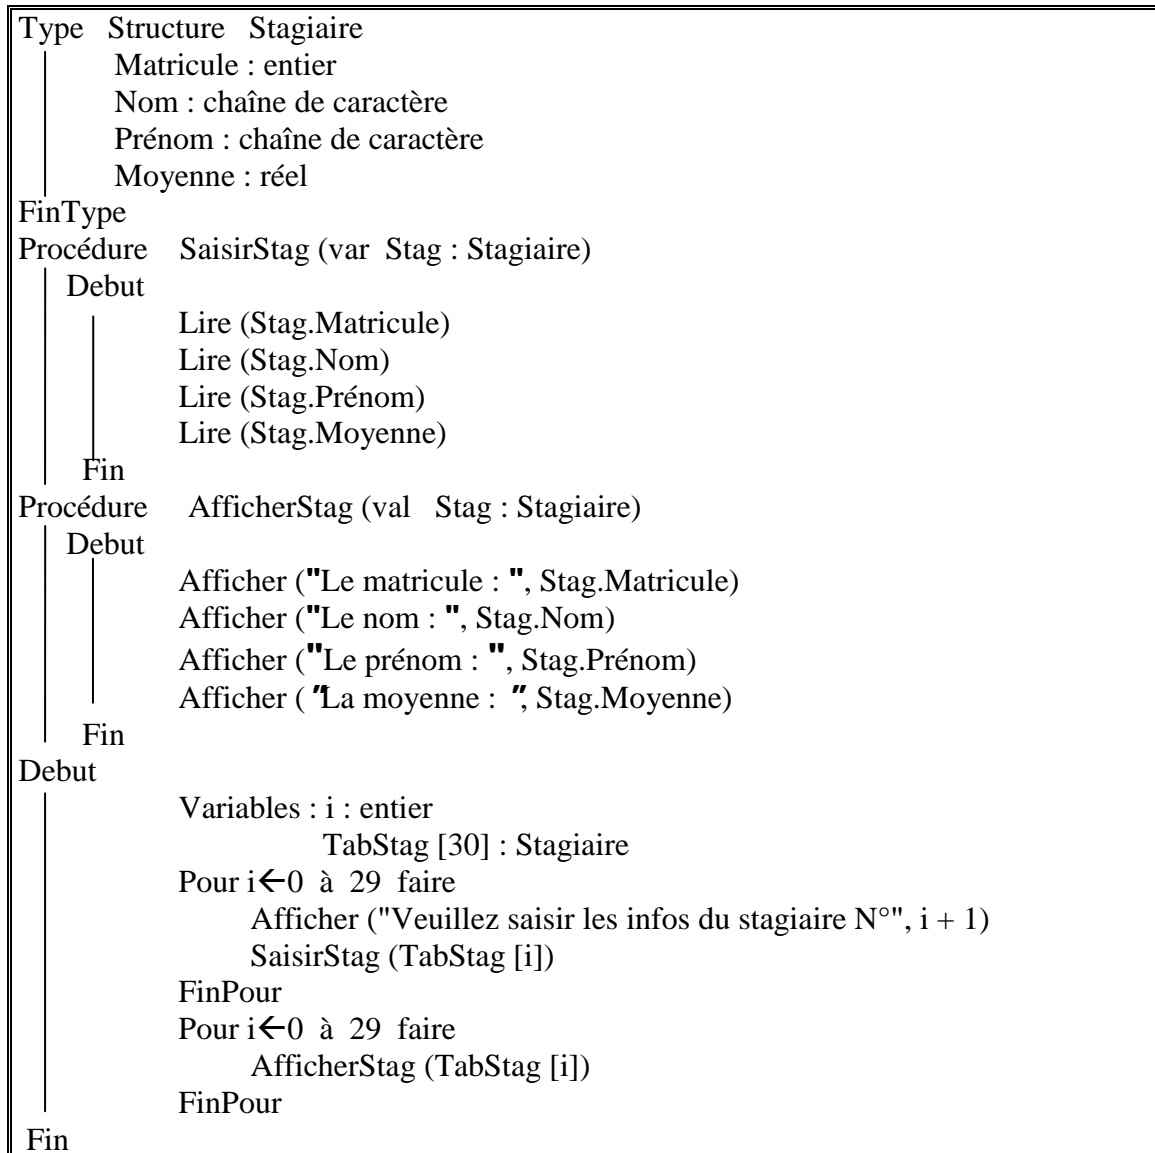 Type Structure Stagiaire
Matricule : entier
Nom : chaîne de caractère
Prénom : chaîne de caractère
Moyenne : réel
FinType
Procédure SaisirStag (var Stag : Stagiaire)
Debut
Lire (Stag.Matricule)
Lire (Stag.Nom)
Lire (Stag.Prénom)
Lire (Stag.Moyenne)
Fin
Procédure AfficherStag (val Stag : Stagiaire)
Debut
Afficher ("Le matricule : ", Stag.Matricule)
Afficher ("Le nom : ", Stag.Nom)
Afficher ("Le prénom : ", Stag.Prénom)
Afficher ( "La moyenne : ", Stag.Moyenne)
Fin
Debut
Variables : i : entier
TabStag [30] : Stagiaire
Pour i←0 à 29 faire
Afficher ("Veuillez saisir les infos du stagiaire N°", i + 1)
SaisirStag (TabStag [i])
FinPour
Pour i←0 à 29 faire
AfficherStag (TabStag [i])
FinPour
Fin